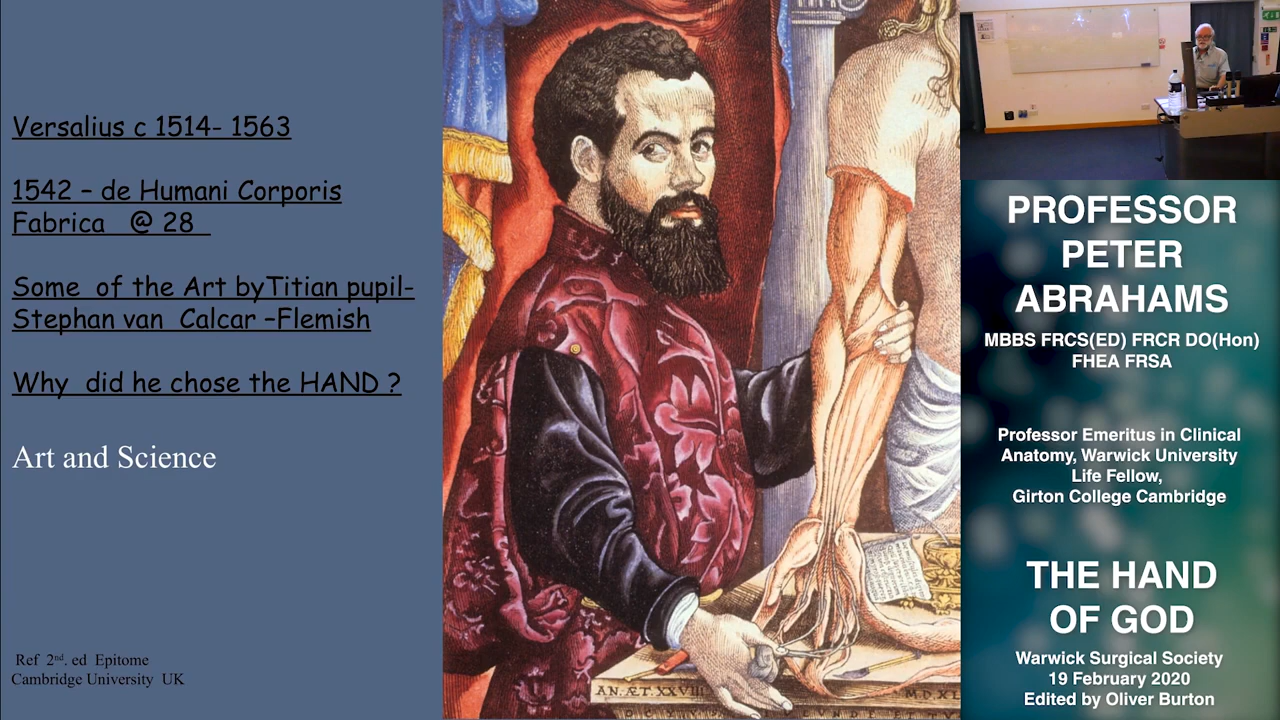 Versalius c 1514- 1563
1542 – de Humani Corporis
Fabrica @ 28
Some of the Art byTitian pupil-
Stephan van Calcar –Flemish
Why did he chose the HAND ?
Art and Science
Ref 2nd. ed Epitome
Cambridge University UK
AN. ÆT. XXVIII
M.D.XL
PROFESSOR
PETER
ABRAHAMS
MBBS FRCS(ED) FRCR DO(Hon)
FHEA FRSA
Professor Emeritus in Clinical
Anatomy, Warwick University
Life Fellow,
Girton College Cambridge
THE HAND
OF GOD
Warwick Surgical Society
19 February 2020
Edited by Oliver Burton